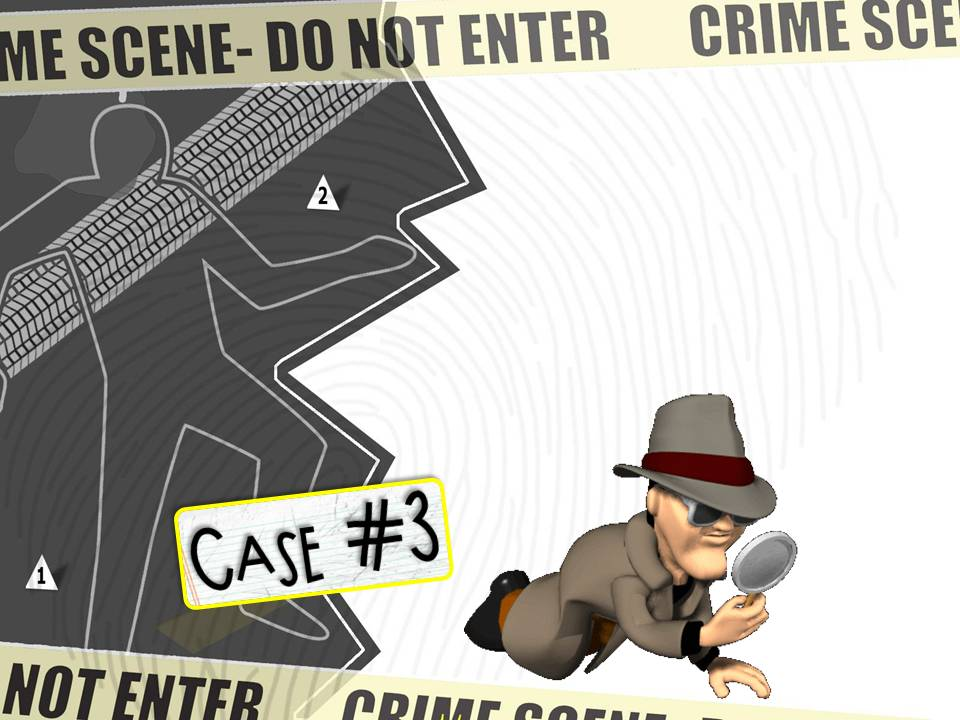 ME SCENE- DO NOT ENTER CRIME SCE
2
CASE #3
1
NOT ENTER CRIME SCENE-